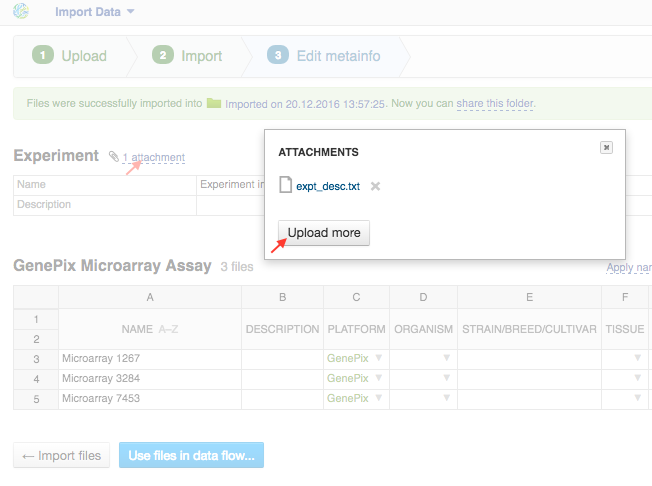 Import Data
1 Upload 2 Import 3 Edit metainfo
Files were successfully imported into Imported on 20.12.2016 13:57:25. Now you can share this folder.
Experiment 1 attachment
Name Experiment in
Description
ATTACHMENTS
expt_desc.txt
Upload more
GenePix Microarray Assay 3 files
Apply nam
A B C D E F
1
2
NAME A–Z DESCRIPTION PLATFORM ORGANISM STRAIN/BREED/CULTIVAR TISSUE
3 Microarray 1267 GenePix
4 Microarray 3284 GenePix
5 Microarray 7453 GenePix
← Import files Use files in data flow...